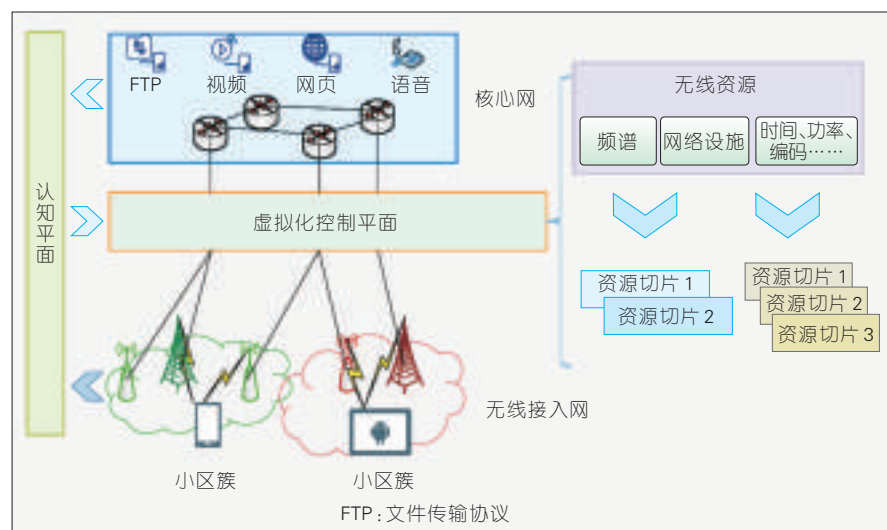 FTP
视频
网页
语音
核心网
无线资源
频谱
网络设施
时间、功率、
编码……
认知平面
虚拟化控制平面
资源切片 1
资源切片 2
资源切片 1
资源切片 2
资源切片 3
无线接入网
小区簇
小区簇
FTP:文件传输协议